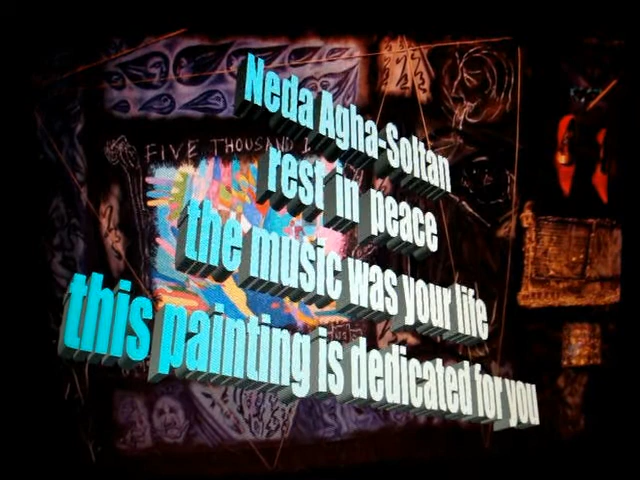 Neda Agha-Soltan
rest in peace
the music was your life
this painting is dedicated for you
FIVE THOUSAND